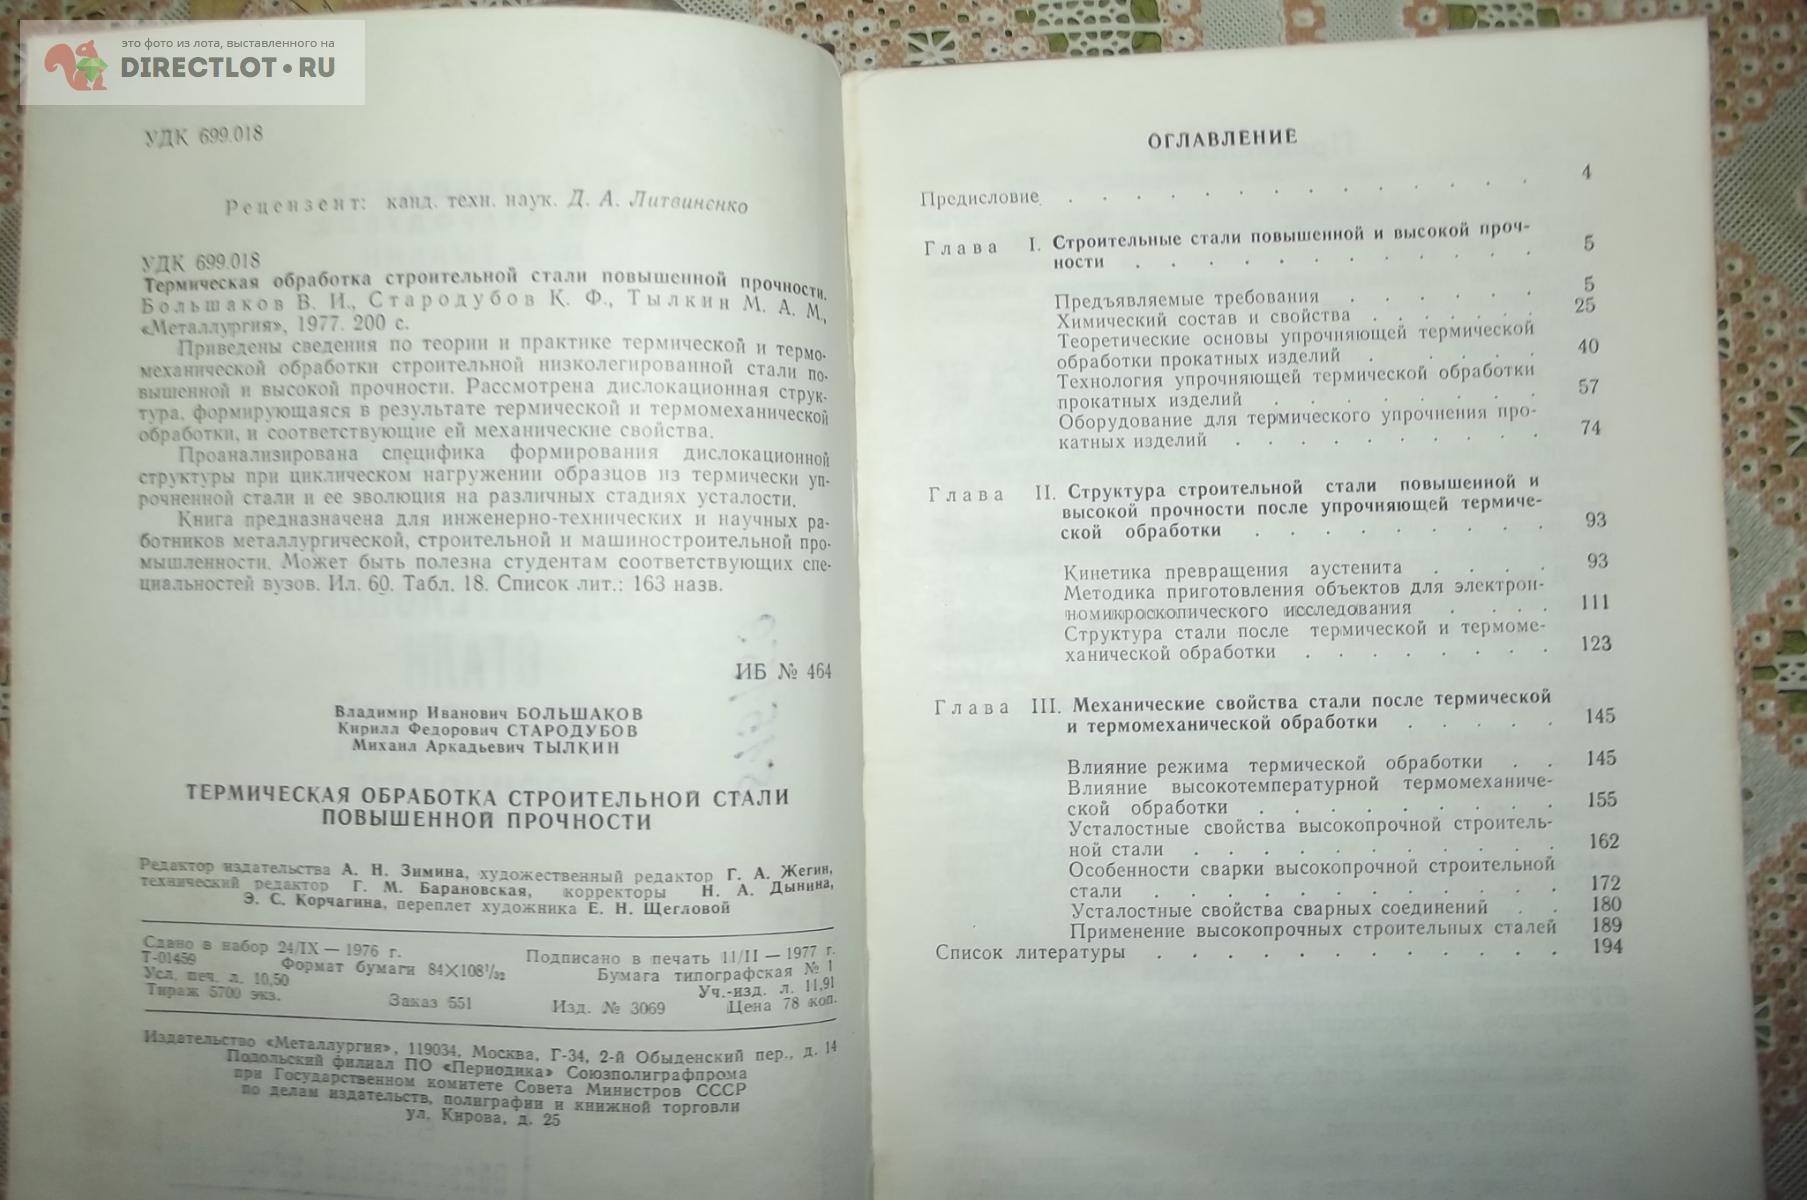 это фото из лота, выставленного на
DIRECTLOT•RU
УДК 699.018
Рецензент: канд. техн. наук. Д. А. Литвиненко
УДК 699.018
Термическая обработка строительной стали повышенной прочности.
Большаков В. И., Стародубов К. Ф., Тылкин М. А. М.,
«Металлургия», 1977. 200 с.
Приведены сведения по теории и практике термической и термо-
механической обработки строительной низколегированной стали по-
вышенной и высокой прочности. Рассмотрена дислокационная струк-
тура, формирующаяся в результате термической и термомеханической
обработки, и соответствующие ей механические свойства.
Проанализирована специфика формирования дислокационной
структуры при циклическом нагружении образцов из термически уп-
рочненной стали и ее эволюция на различных стадиях усталости.
Книга предназначена для инженерно-технических и научных ра-
ботников металлургической, строительной и машиностроительной про-
мышленности. Может быть полезна студентам соответствующих спе-
циальностей вузов. Ил. 60. Табл. 18. Список лит.: 163 назв.
ИБ № 464
Владимир Иванович БОЛЬШАКОВ
Кирилл Федорович СТАРОДУБОВ
Михаил Аркадьевич ТЫЛКИН
ТЕРМИЧЕСКАЯ ОБРАБОТКА СТРОИТЕЛЬНОЙ СТАЛИ
ПОВЫШЕННОЙ ПРОЧНОСТИ
Редактор издательства А. Н. Зимина, художественный редактор Г. А. Жегин,
технический редактор Г. М. Барановская, корректоры Н. А. Дынина,
Э. С. Корчагина, переплет художника Е. Н. Щегловой
Сдано в набор 24/IX — 1976 г. Подписано в печать 11/II — 1977 г.
Т-01459 Формат бумаги 84×108 1/32 Бумага типографская № 1
Усл. печ. л. 10,50 Уч.-изд. л. 11,91
Тираж 5700 экз. Заказ 551 Изд. № 3069 Цена 78 коп.
Издательство «Металлургия», 119034, Москва, Г-34, 2-й Обыденский пер., д. 14
Подольский филиал ПО «Периодика» Союзполиграфпрома
при Государственном комитете Совета Министров СССР
по делам издательств, полиграфии и книжной торговли
ул. Кирова, д. 25
ОГЛАВЛЕНИЕ
Предисловие . . . . . . . . . . . . . 4
Глава I. Строительные стали повышенной и высокой проч-
ности . . . . . . . . . . . . 5
Предъявляемые требования . . . . . . 5
Химический состав и свойства . . . . . . 25
Теоретические основы упрочняющей термической
обработки прокатных изделий . . . . . 40
Технология упрочняющей термической обработки
прокатных изделий . . . . . . . . 57
Оборудование для термического упрочнения про-
катных изделий . . . . . . . . . 74
Глава II. Структура строительной стали повышенной и
высокой прочности после упрочняющей термиче-
ской обработки . . . . . . . . 93
Кинетика превращения аустенита . . . . 93
Методика приготовления объектов для электрон-
номикроскопического исследования . . . . 111
Структура стали после термической и термоме-
ханической обработки . . . . . . . 123
Глава III. Механические свойства стали после термической
и термомеханической обработки . . . . . 145
Влияние режима термической обработки . . 145
Влияние высокотемпературной термомеханиче-
ской обработки . . . . . . . . . 155
Усталостные свойства высокопрочной строитель-
ной стали . . . . . . . . . . 162
Особенности сварки высокопрочной строительной
стали . . . . . . . . . . . 172
Усталостные свойства сварных соединений . . 180
Применение высокопрочных строительных сталей 189
Список литературы . . . . . . . . . . 194